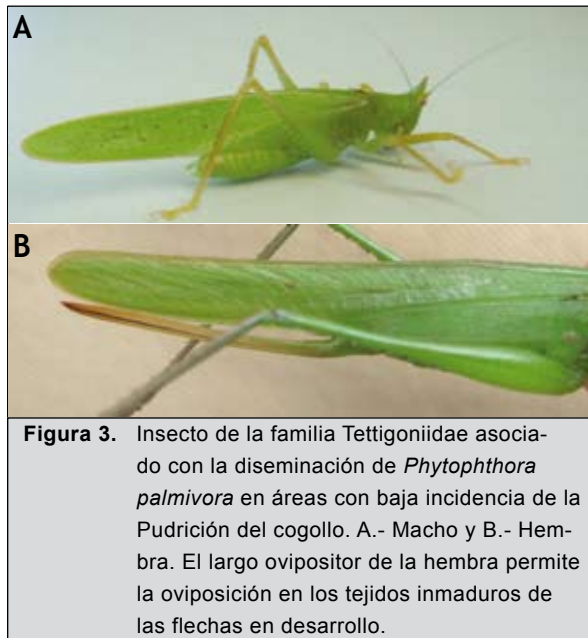 A
B
Figura 3. Insecto de la familia Tettigoniidae asocia-
do con la diseminación de Phytophthora
palmivora en áreas con baja incidencia de la
Pudrición del cogollo. A.- Macho y B.- Hem-
bra. El largo ovipositor de la hembra permite
la oviposición en los tejidos inmaduros de
las flechas en desarrollo.